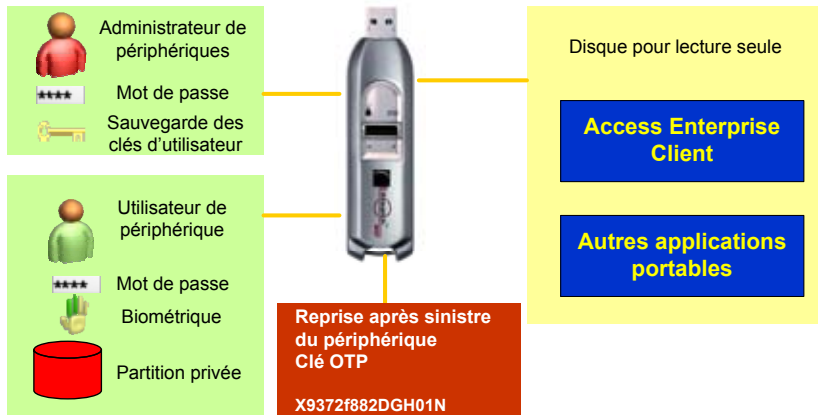 Administrateur de
périphériques
****
Mot de passe
Sauvegarde des
clés d'utilisateur
Utilisateur de
périphérique
****
Mot de passe
Biométrique
Partition privée
Reprise après sinistre
du périphérique
Clé OTP
X9372f882DGH01N
Disque pour lecture seule
Access Enterprise
Client
Autres applications
portables